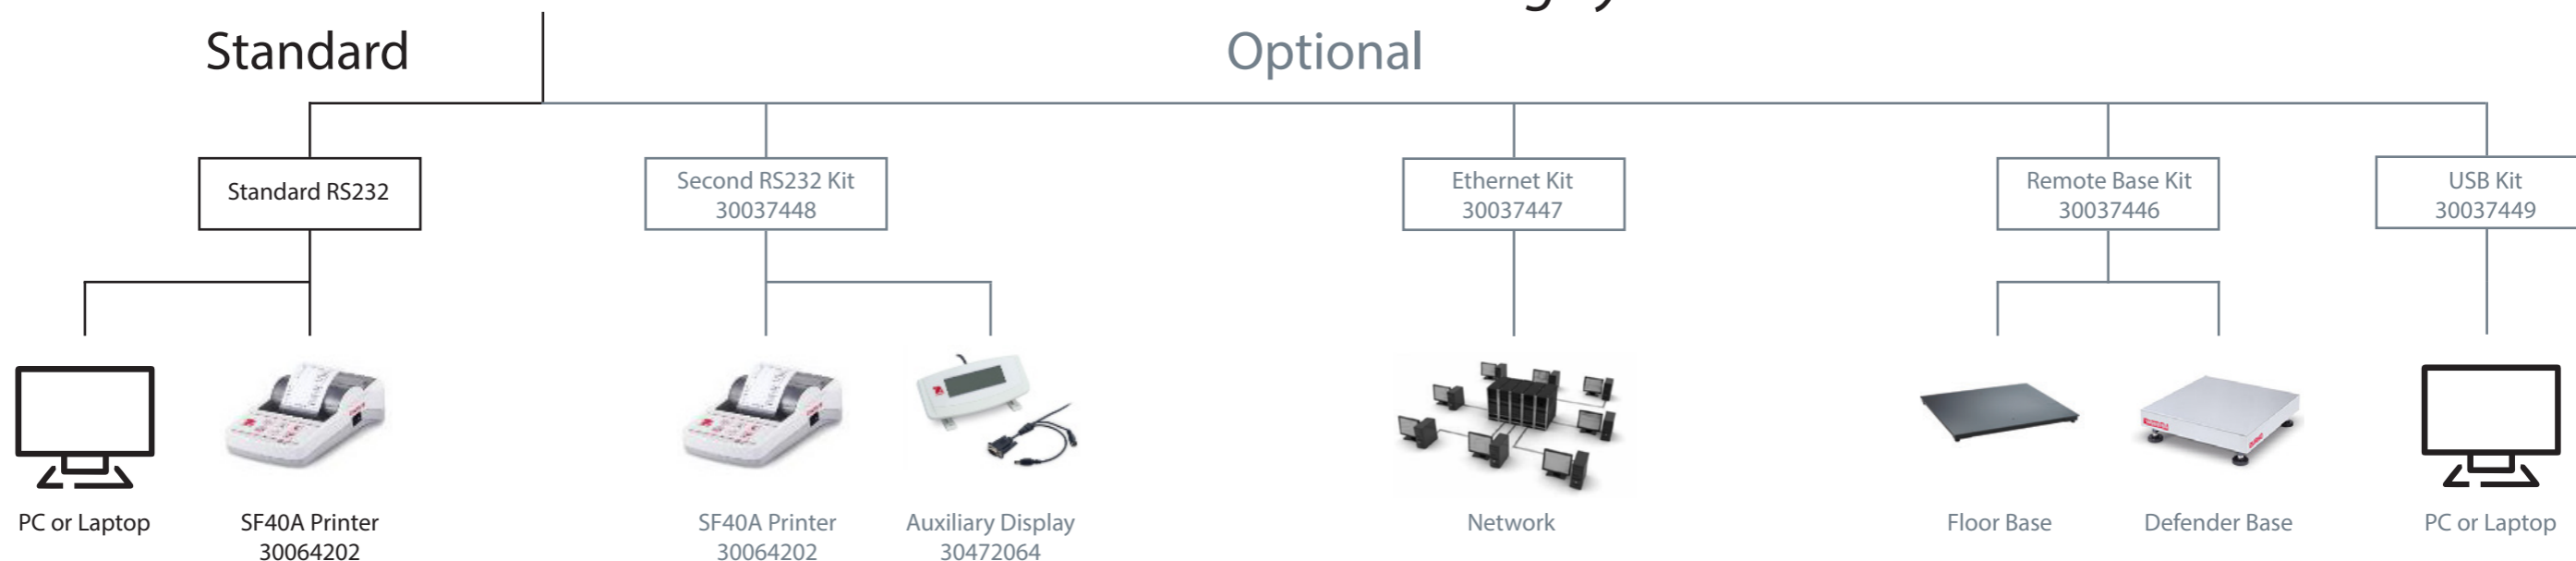 Standard
Optional
Standard RS232
Second RS232 Kit
30037448
Ethernet Kit
30037447
Remote Base Kit
30037446
USB Kit
30037449
PC or Laptop
SF40A Printer
30064202
SF40A Printer
30064202
Auxiliary Display
30472064
Network
Floor Base
Defender Base
PC or Laptop